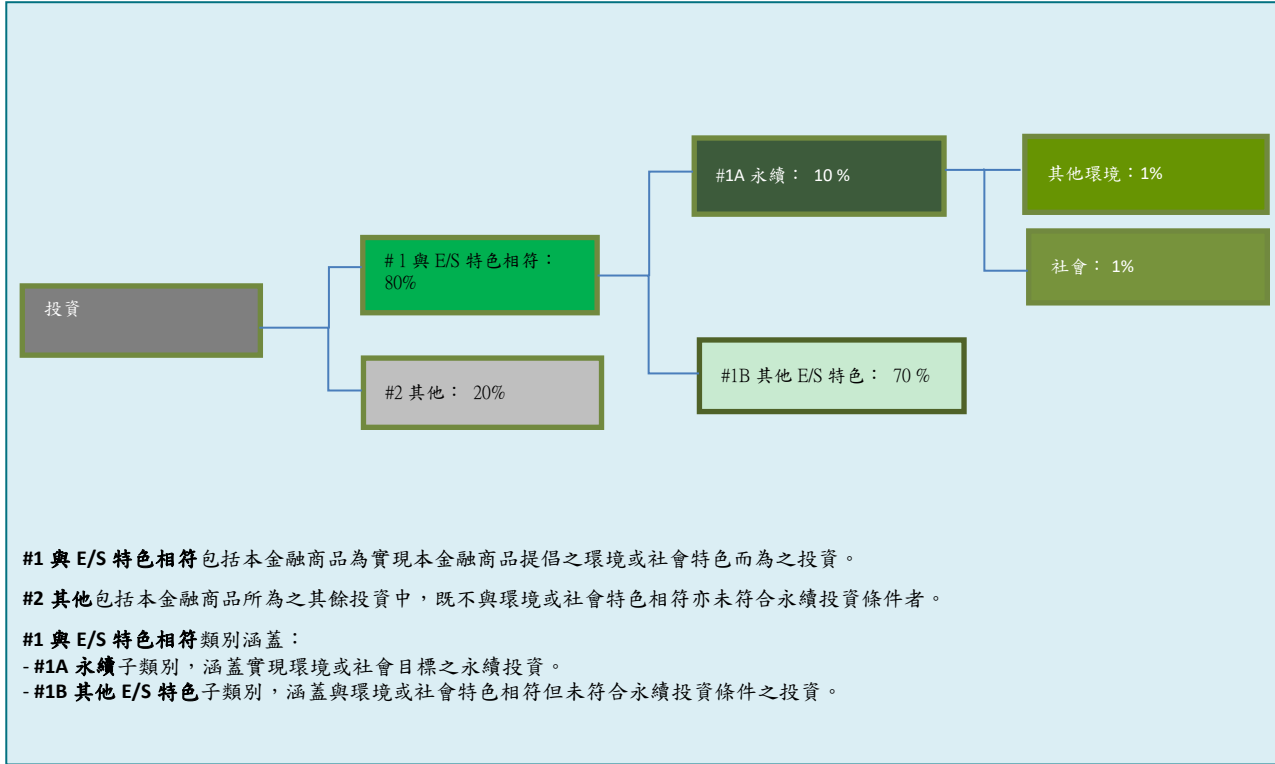 投資
# 1 與 E/S 特色相符：
80%
#2 其他： 20%
#1A 永續： 10 %
#1B 其他 E/S 特色： 70 %
其他環境：1%
社會： 1%
#1 與 E/S 特色相符包括本金融商品為實現本金融商品提倡之環境或社會特色而為之投資。
#2 其他包括本金融商品所為之其餘投資中，既不與環境或社會特色相符亦未符合永續投資條件者。
#1 與 E/S 特色相符類別涵蓋：
- #1A 永續子類別，涵蓋實現環境或社會目標之永續投資。
- #1B 其他 E/S 特色子類別，涵蓋與環境或社會特色相符但未符合永續投資條件之投資。